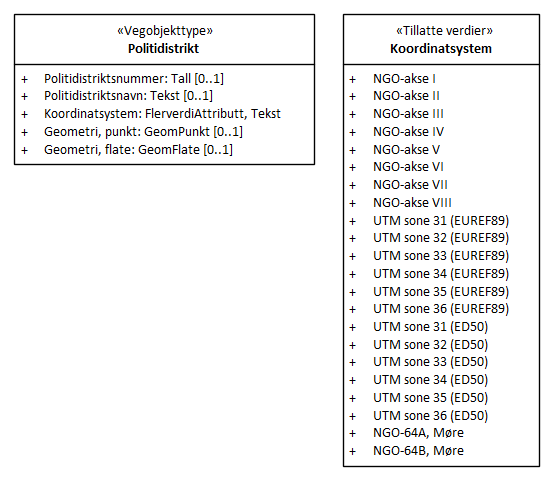 «Vegobjekttype»
Politidistrikt
+ Politidistriktsnummer: Tall [0..1]
+ Politidistriktsnavn: Tekst [0..1]
+ Koordinatsystem: FlerverdiAttributt, Tekst
+ Geometri, punkt: GeomPunkt [0..1]
+ Geometri, flate: GeomFlate [0..1]
«Tillatte verdier»
Koordinatsystem
+ NGO-akse I
+ NGO-akse II
+ NGO-akse III
+ NGO-akse IV
+ NGO-akse V
+ NGO-akse VI
+ NGO-akse VII
+ NGO-akse VIII
+ UTM sone 31 (EUREF89)
+ UTM sone 32 (EUREF89)
+ UTM sone 33 (EUREF89)
+ UTM sone 34 (EUREF89)
+ UTM sone 35 (EUREF89)
+ UTM sone 36 (EUREF89)
+ UTM sone 31 (ED50)
+ UTM sone 32 (ED50)
+ UTM sone 33 (ED50)
+ UTM sone 34 (ED50)
+ UTM sone 35 (ED50)
+ UTM sone 36 (ED50)
+ NGO-64A, Møre
+ NGO-64B, Møre